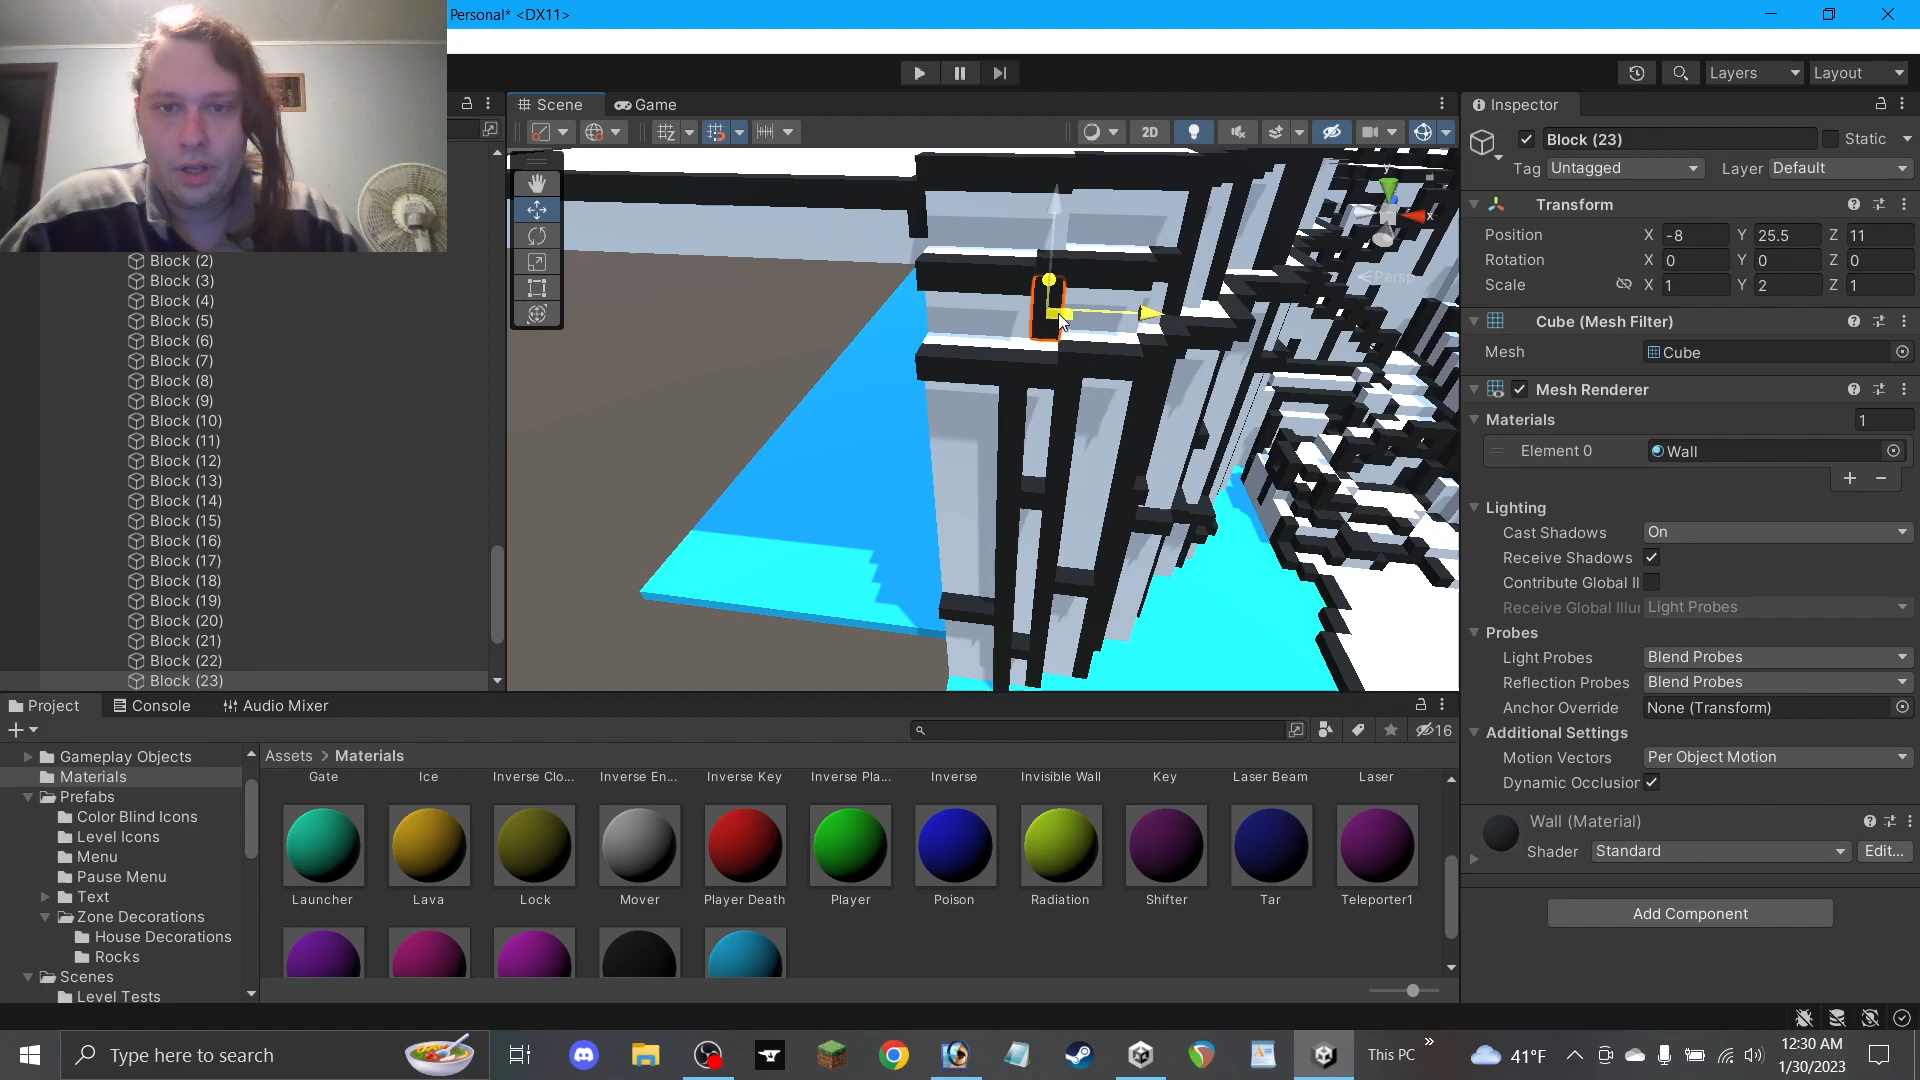 Personal* <DX11>
Layers
Layout
Scene
Game
Inspector
2D
Block (23)
Static
Tag Untagged Layer Default
Transform
Position X -8 Y 25.5 Z 11
Rotation X 0 Y 0 Z 0
Scale X 1 Y 2 Z 1
Cube (Mesh Filter)
Mesh Cube
Mesh Renderer
Materials 1
Element 0 Wall
Lighting
Cast Shadows On
Receive Shadows
Contribute Global Il
Receive Global Illu Light Probes
Probes
Light Probes Blend Probes
Reflection Probes Blend Probes
Anchor Override None (Transform)
Additional Settings
Motion Vectors Per Object Motion
Dynamic Occlusion
Wall (Material)
Shader Standard Edit...
Add Component
y
x
Persp
Block (2)
Block (3)
Block (4)
Block (5)
Block (6)
Block (7)
Block (8)
Block (9)
Block (10)
Block (11)
Block (12)
Block (13)
Block (14)
Block (15)
Block (16)
Block (17)
Block (18)
Block (19)
Block (20)
Block (21)
Block (22)
Block (23)
Project Console Audio Mixer
16
Gameplay Objects
Materials
Prefabs
Color Blind Icons
Level Icons
Menu
Pause Menu
Text
Zone Decorations
House Decorations
Rocks
Scenes
Level Tests
Assets > Materials
Gate Ice Inverse Clo... Inverse En... Inverse Key Inverse Pla... Inverse Invisible Wall Key Laser Beam Laser
Launcher Lava Lock Mover Player Death Player Poison Radiation Shifter Tar Teleporter1
Type here to search
This PC
41°F
12:30 AM
1/30/2023